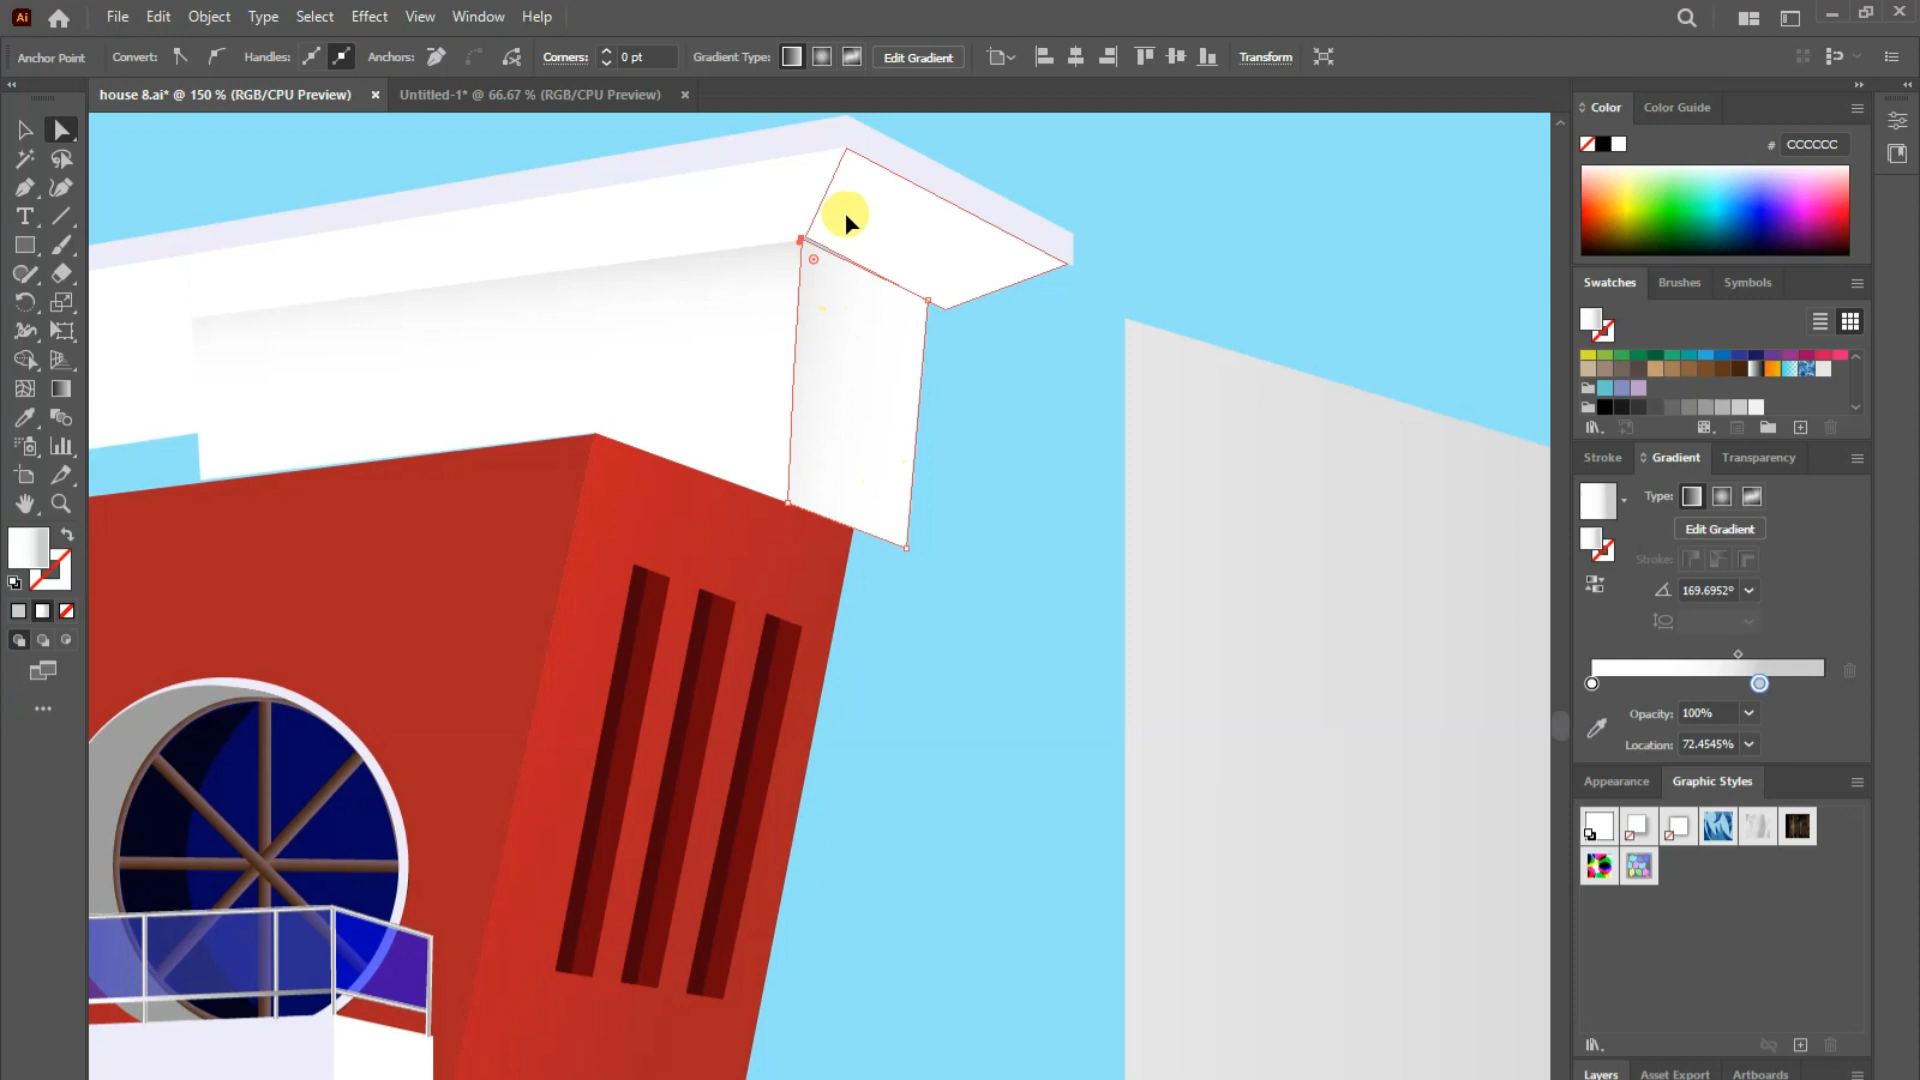 Ai File Edit Object Type Select Effect View Window Help
Anchor Point Convert: Handles: Anchors: Corners: 0 pt Gradient Type: Edit Gradient Transform
house 8.ai* @ 150 % (RGB/CPU Preview) × Untitled-1* @ 66.67 % (RGB/CPU Preview) ×
Color Color Guide
# CCCCCC
Swatches Brushes Symbols
Stroke Gradient Transparency
Type:
Edit Gradient
Stroke:
169.6952°
Opacity: 100%
Location: 72.4545%
Appearance Graphic Styles
Layers Asset Export Artboards